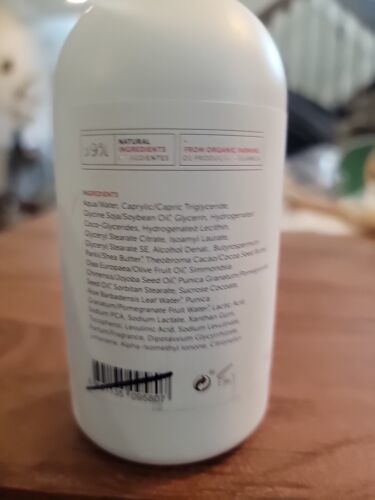 99%
NATURAL
INGREDIENTS
FROM ORGANIC FARMING
INGREDIENTS
Aqua/Water, Caprylic/Capric Triglyceride,
Glycine Soja/Soybean Oil,* Glycerin, Hydrogenated
Coco-Glycerides, Hydrogenated Lecithin,
Glyceryl Stearate Citrate, Isoamyl Laurate,
Glyceryl Stearate SE, Alcohol Denat., Butyrospermum
Parkii/Shea Butter,* Theobroma Cacao/Cocoa Seed Butter,
Olea Europaea/Olive Fruit Oil,* Simmondsia
Chinensis/Jojoba Seed Oil,* Punica Granatum/Pomegranate
Seed Oil,* Sorbitan Stearate, Sucrose Cocoate,
Aloe Barbadensis Leaf Water,* Punica
Granatum/Pomegranate Fruit Water,* Lactic Acid,
Sodium PCA, Sodium Lactate, Xanthan Gum,
Tocopherol, Levulinic Acid, Sodium Levulinate,
Parfum/Fragrance, Dipotassium Glycyrrhizate,
Limonene, Alpha-Isomethyl Ionone, Citronellol
095807